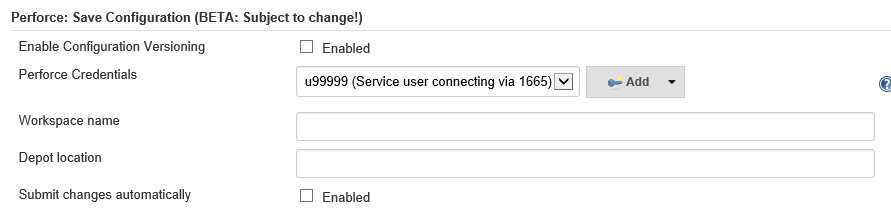 Perforce: Save Configuration (BETA: Subject to change!)
Enable Configuration Versioning Enabled
Perforce Credentials u99999 (Service user connecting via 1665) Add ?
Workspace name
Depot location
Submit changes automatically Enabled